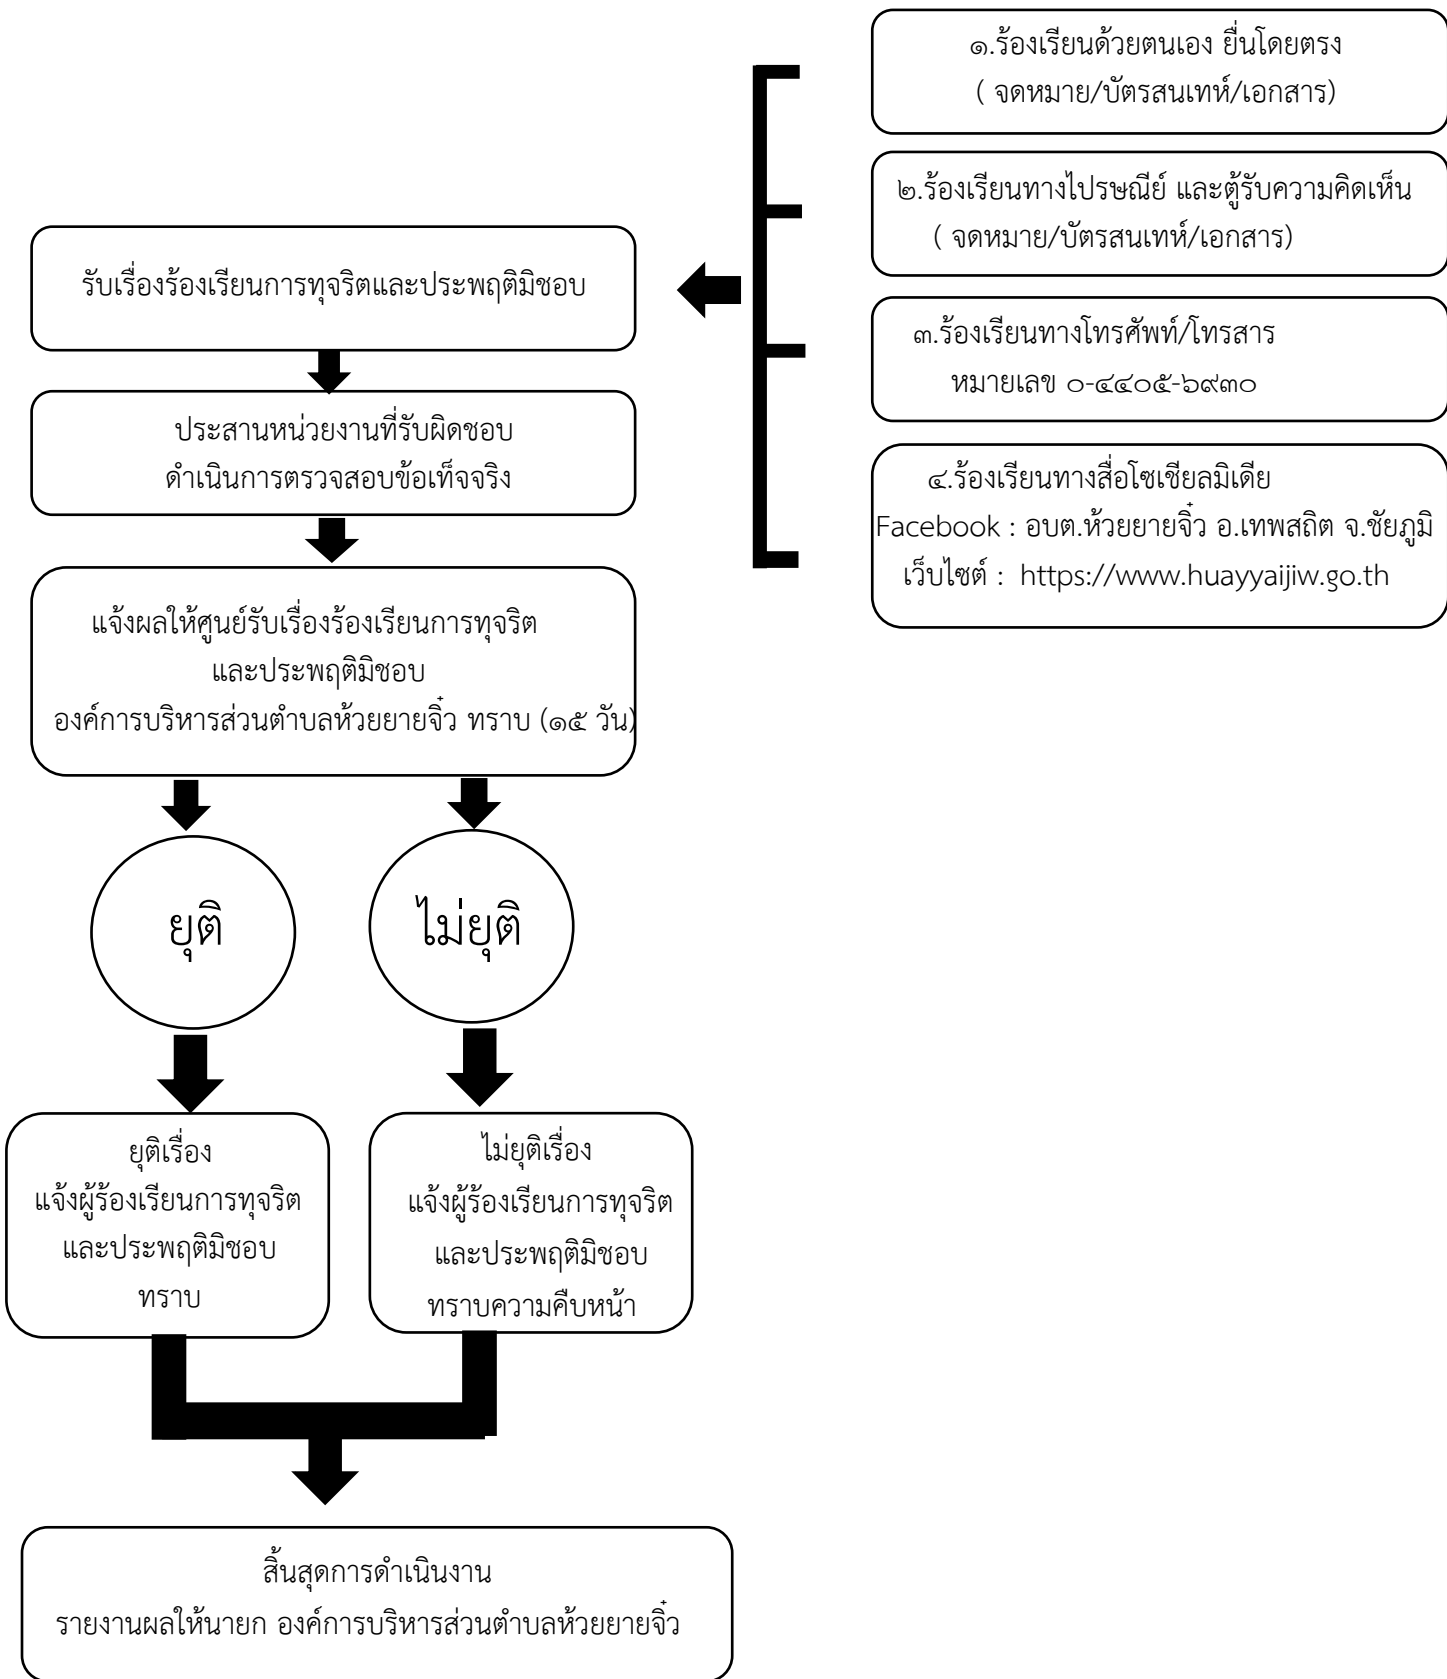 ๑.ร้องเรียนด้วยตนเอง ยื่นโดยตรง
( จดหมาย/บัตรสนเทห์/เอกสาร)
๒.ร้องเรียนทางไปรษณีย์ และตู้รับความคิดเห็น
( จดหมาย/บัตรสนเทห์/เอกสาร)
๓.ร้องเรียนทางโทรศัพท์/โทรสาร
หมายเลข ๐-๔๔๐๕-๖๙๓๐
๔.ร้องเรียนทางสื่อโซเชียลมิเดีย
Facebook : อบต.ห้วยยายจิ๋ว อ.เทพสถิต จ.ชัยภูมิ
เว็บไซต์ : https://www.huayyaijiw.go.th
รับเรื่องร้องเรียนการทุจริตและประพฤติมิชอบ
ประสานหน่วยงานที่รับผิดชอบ
ดำเนินการตรวจสอบข้อเท็จจริง
แจ้งผลให้ศูนย์รับเรื่องร้องเรียนการทุจริต
และประพฤติมิชอบ
องค์การบริหารส่วนตำบลห้วยยายจิ๋ว ทราบ (๑๕ วัน)
ยุติ
ไม่ยุติ
ยุติเรื่อง
แจ้งผู้ร้องเรียนการทุจริต
และประพฤติมิชอบ
ทราบ
ไม่ยุติเรื่อง
แจ้งผู้ร้องเรียนการทุจริต
และประพฤติมิชอบ
ทราบความคืบหน้า
สิ้นสุดการดำเนินงาน
รายงานผลให้นายก องค์การบริหารส่วนตำบลห้วยยายจิ๋ว